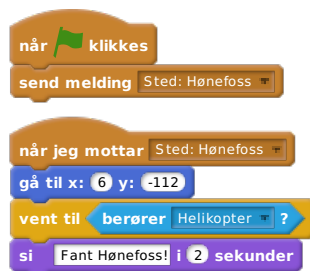 når klikkes
send melding Sted: Hønefoss
når jeg mottar Sted: Hønefoss
gå til x: 6 y: -112
vent til berører Helikopter ?
si Fant Hønefoss! i 2 sekunder